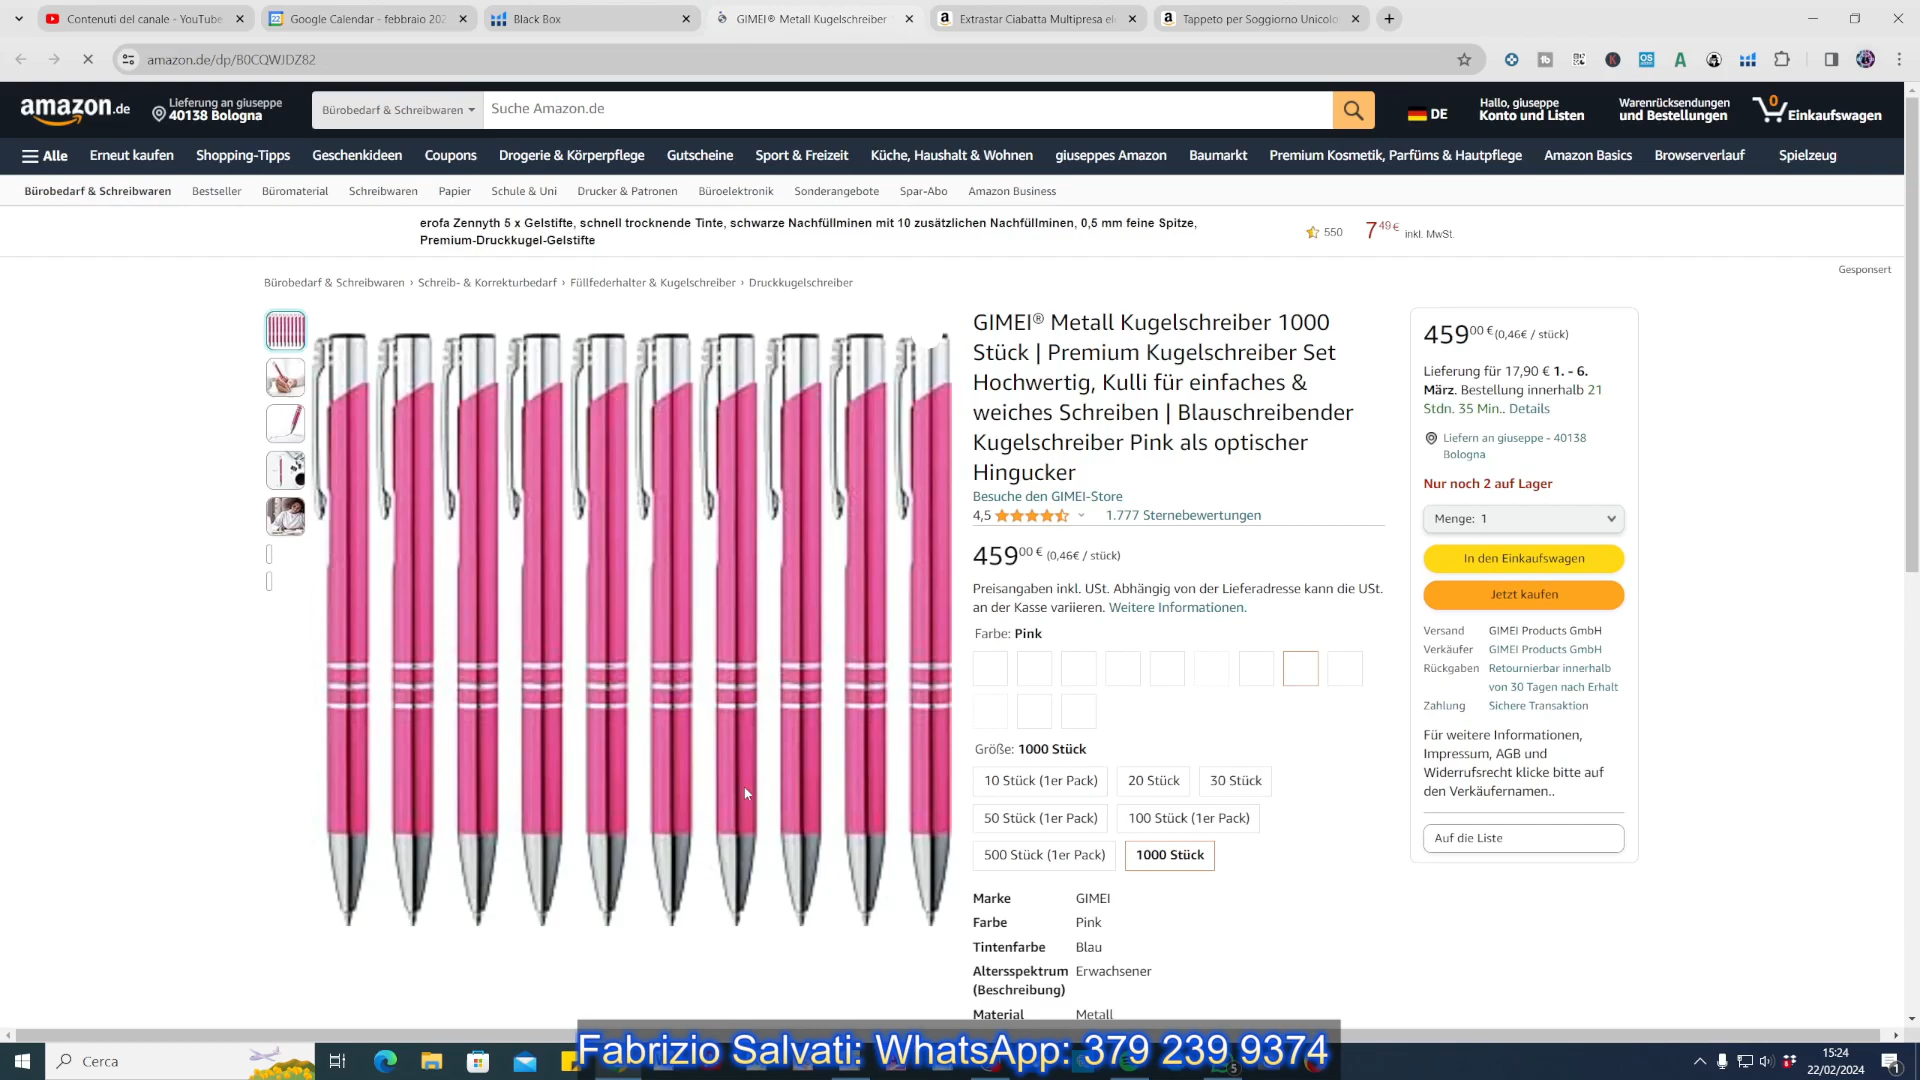 Contenuti del canale - YouTube
Google Calendar - febbraio 202
Black Box
GIMEI® Metall Kugelschreiber
Extrastar Ciabatta Multipresa el
Tappeto per Soggiorno Unicolo
amazon.de/dp/B0CQWJDZ82
amazon.de
Lieferung an giuseppe
40138 Bologna
Bürobedarf & Schreibwaren
Suche Amazon.de
DE
Hallo, giuseppe
Konto und Listen
Warenrücksendungen
und Bestellungen
0
Einkaufswagen
Alle
Erneut kaufen
Shopping-Tipps
Geschenkideen
Coupons
Drogerie & Körperpflege
Gutscheine
Sport & Freizeit
Küche, Haushalt & Wohnen
giuseppes Amazon
Baumarkt
Premium Kosmetik, Parfüms & Hautpflege
Amazon Basics
Browserverlauf
Spielzeug
Bürobedarf & Schreibwaren
Bestseller
Büromaterial
Schreibwaren
Papier
Schule & Uni
Drucker & Patronen
Büroelektronik
Sonderangebote
Spar-Abo
Amazon Business
erofa Zennyth 5 x Gelstifte, schnell trocknende Tinte, schwarze Nachfüllminen mit 10 zusätzlichen Nachfüllminen, 0,5 mm feine Spitze,
Premium-Druckkugel-Gelstifte
550
7 49 € inkl. MwSt.
Gesponsert
Bürobedarf & Schreibwaren › Schreib- & Korrekturbedarf › Füllfederhalter & Kugelschreiber › Druckkugelschreiber
GIMEI® Metall Kugelschreiber 1000
Stück | Premium Kugelschreiber Set
Hochwertig, Kulli für einfaches &
weiches Schreiben | Blauschreibender
Kugelschreiber Pink als optischer
Hingucker
Besuche den GIMEI-Store
4,5
1.777 Sternebewertungen
459 00 € (0,46€ / stück)
Preisangaben inkl. USt. Abhängig von der Lieferadresse kann die USt.
an der Kasse variieren. Weitere Informationen.
Farbe: Pink
Größe: 1000 Stück
10 Stück (1er Pack)
20 Stück
30 Stück
50 Stück (1er Pack)
100 Stück (1er Pack)
500 Stück (1er Pack)
1000 Stück
Marke GIMEI
Farbe Pink
Tintenfarbe Blau
Altersspektrum Erwachsener
(Beschreibung)
Material Metall
459 00 € (0,46€ / stück)
Lieferung für 17,90 € 1. - 6.
März. Bestellung innerhalb 21
Stdn. 35 Min.. Details
Liefern an giuseppe - 40138
Bologna
Nur noch 2 auf Lager
Menge: 1
In den Einkaufswagen
Jetzt kaufen
Versand GIMEI Products GmbH
Verkäufer GIMEI Products GmbH
Rückgaben Retournierbar innerhalb
von 30 Tagen nach Erhalt
Zahlung Sichere Transaktion
Für weitere Informationen,
Impressum, AGB und
Widerrufsrecht klicke bitte auf
den Verkäufernamen..
Auf die Liste
Fabrizio Salvati: WhatsApp: 379 239 9374
Cerca
15:24
22/02/2024